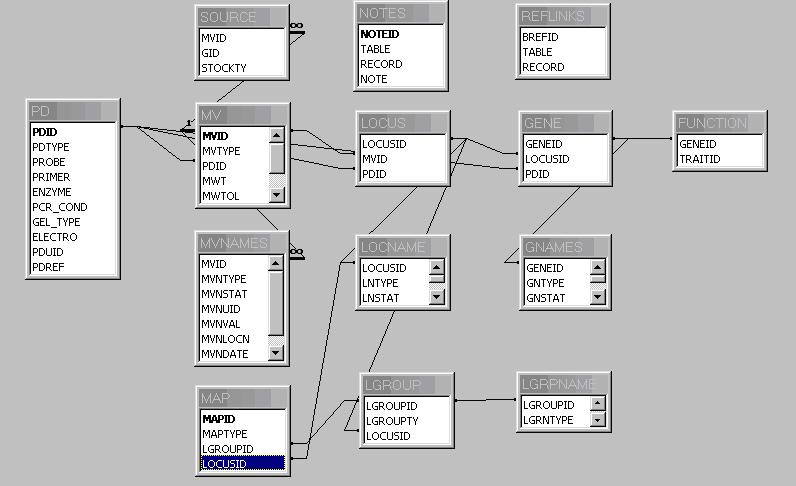 SOURCE
MVID
GID
STOCKTY
NOTES
NOTEID
TABLE
RECORD
NOTE
REFLINKS
BREFID
TABLE
RECORD
PD
PDID
PDTYPE
PROBE
PRIMER
ENZYME
PCR_COND
GEL_TYPE
ELECTRO
PDUID
PDREF
MV
MVID
MVTYPE
PDID
MWT
MWTOL
1
∞
LOCUS
LOCUSID
MVID
PDID
GENE
GENEID
LOCUSID
PDID
FUNCTION
GENEID
TRAITID
MVNAMES
MVID
MVNTYPE
MVNSTAT
MVNUID
MVNVAL
MVNLOCN
MVNDATE
∞
LOCNAME
LOCUSID
LNTYPE
LNSTAT
GNAMES
GENEID
GNTYPE
GNSTAT
MAP
MAPID
MAPTYPE
LGROUPID
LOCUSID
LGROUP
LGROUPID
LGROUPTY
LOCUSID
LGRPNAME
LGROUPID
LGRNTYPE